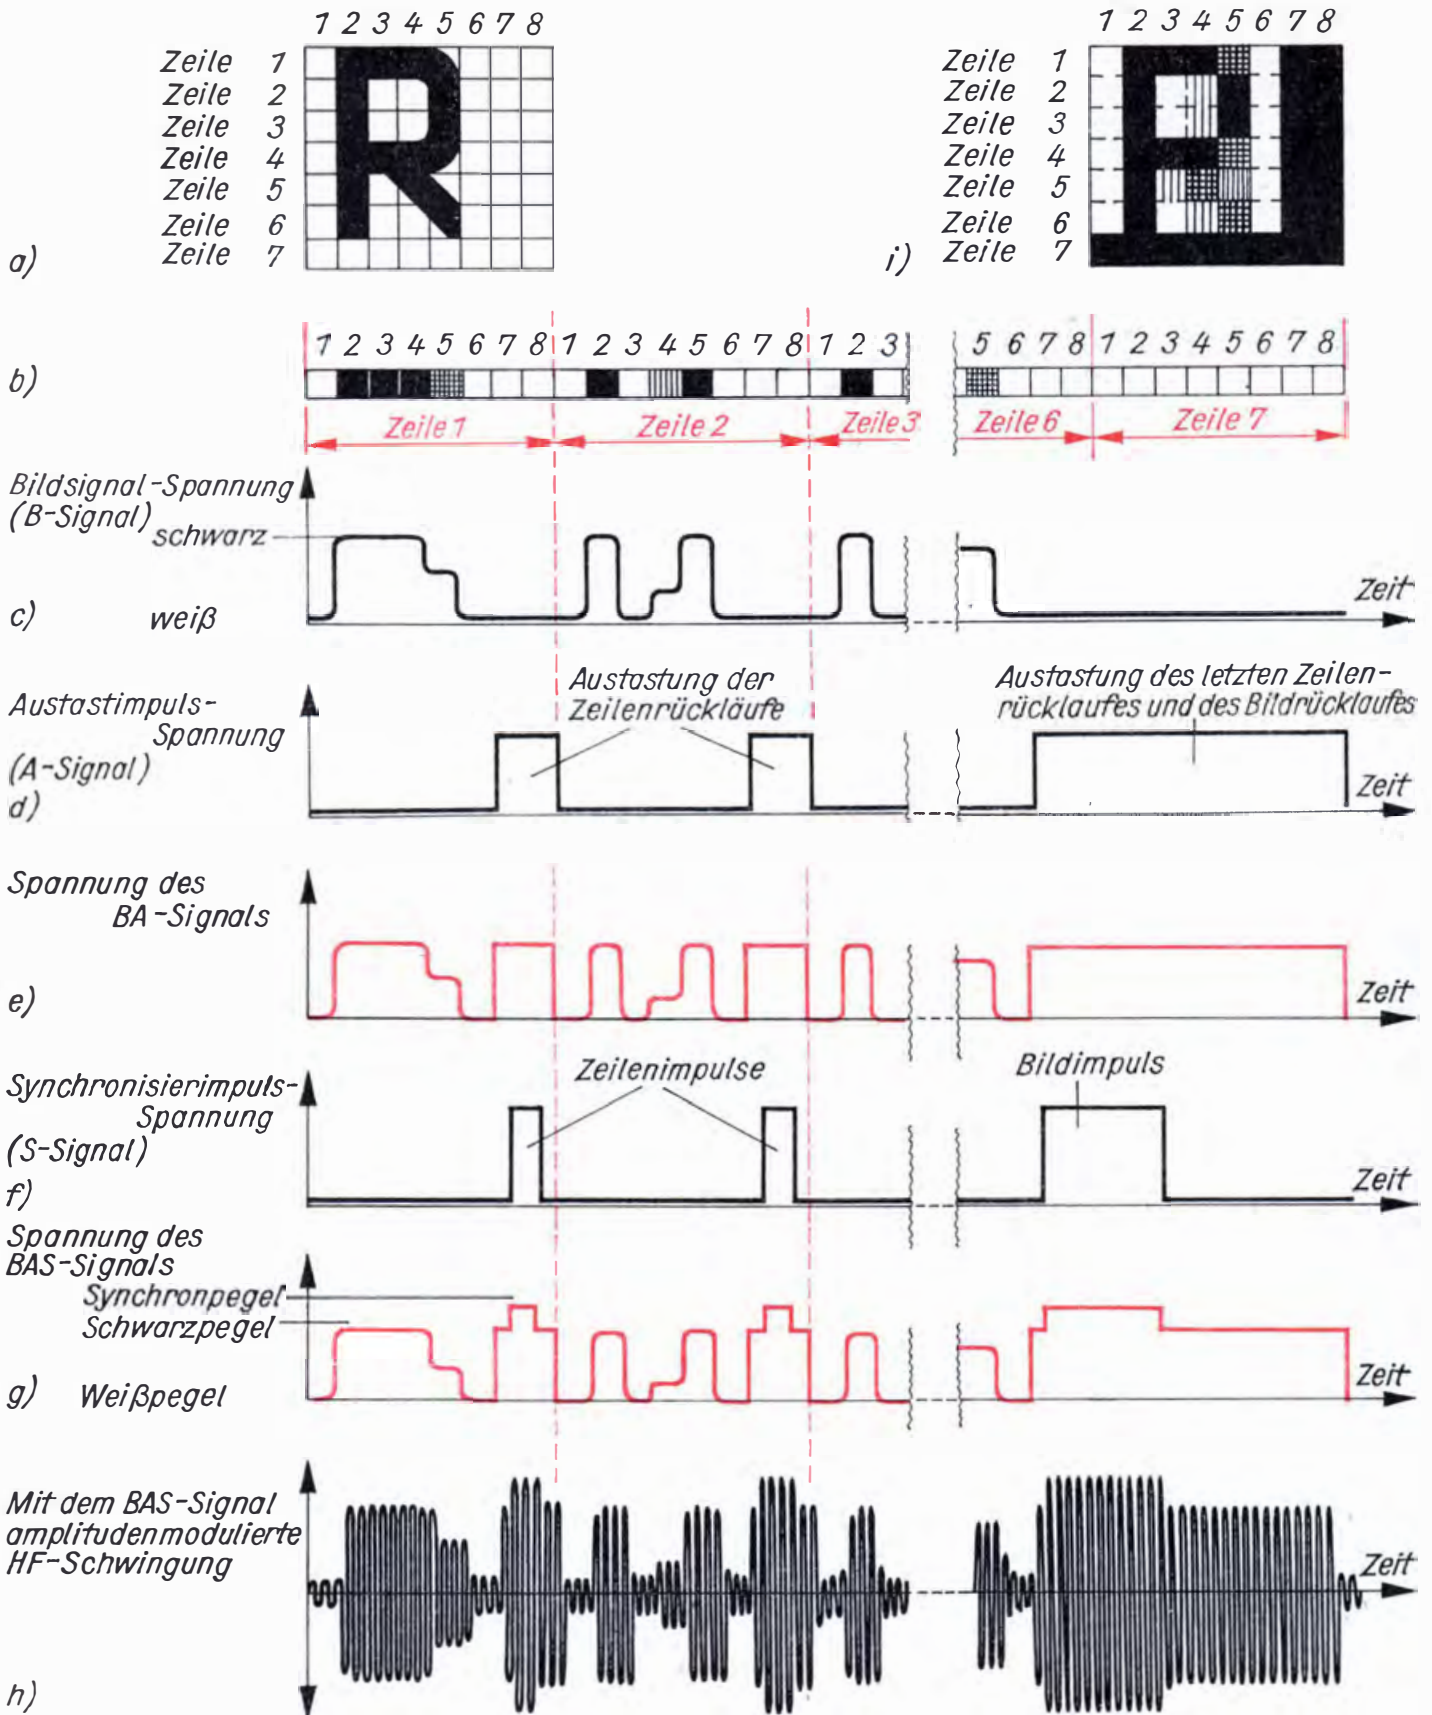 1 2 3 4 5 6 7 8
Zeile 1
Zeile 2
Zeile 3
Zeile 4
Zeile 5
Zeile 6
Zeile 7
a)
1 2 3 4 5 6 7 8
Zeile 1
Zeile 2
Zeile 3
Zeile 4
Zeile 5
Zeile 6
Zeile 7
i)
b)
1 2 3 4 5 6 7 8 1 2 3 4 5 6 7 8 1 2 3
5 6 7 8 1 2 3 4 5 6 7 8
Zeile 1 Zeile 2 Zeile 3 Zeile 6 Zeile 7
Bildsignal-Spannung
(B-Signal)
schwarz
c) weiß
Zeit
Austastimpuls-
Spannung
(A-Signal)
d)
Austastung der
Zeilenrückläufe
Austastung des letzten Zeilen-
rücklaufes und des Bildrücklaufes
Zeit
Spannung des
BA-Signals
e)
Zeit
Synchronisierimpuls-
Spannung
(S-Signal)
f)
Zeilenimpulse
Bildimpuls
Zeit
Spannung des
BAS-Signals
Synchronpegel
Schwarzpegel
g) Weißpegel
Zeit
Mit dem BAS-Signal
amplitudenmodulierte
HF-Schwingung
Zeit
h)